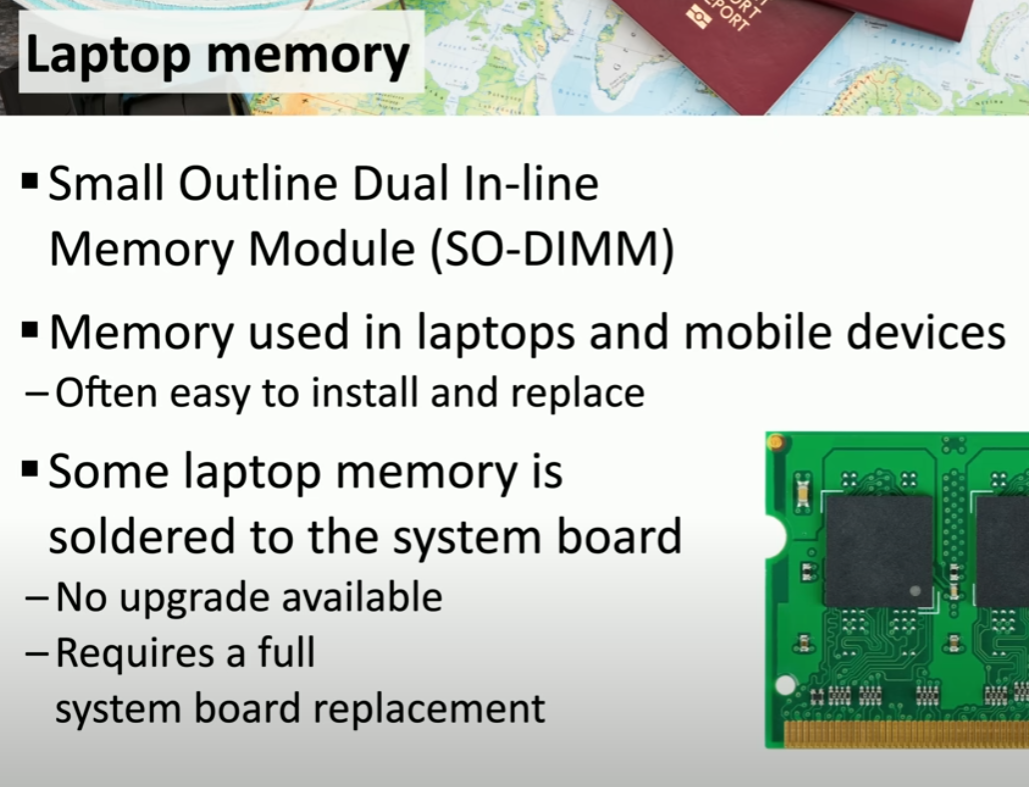 Laptop memory
PORT
EPORT
▪ Small Outline Dual In-line
Memory Module (SO-DIMM)
▪ Memory used in laptops and mobile devices
– Often easy to install and replace
▪ Some laptop memory is
soldered to the system board
– No upgrade available
– Requires a full
system board replacement